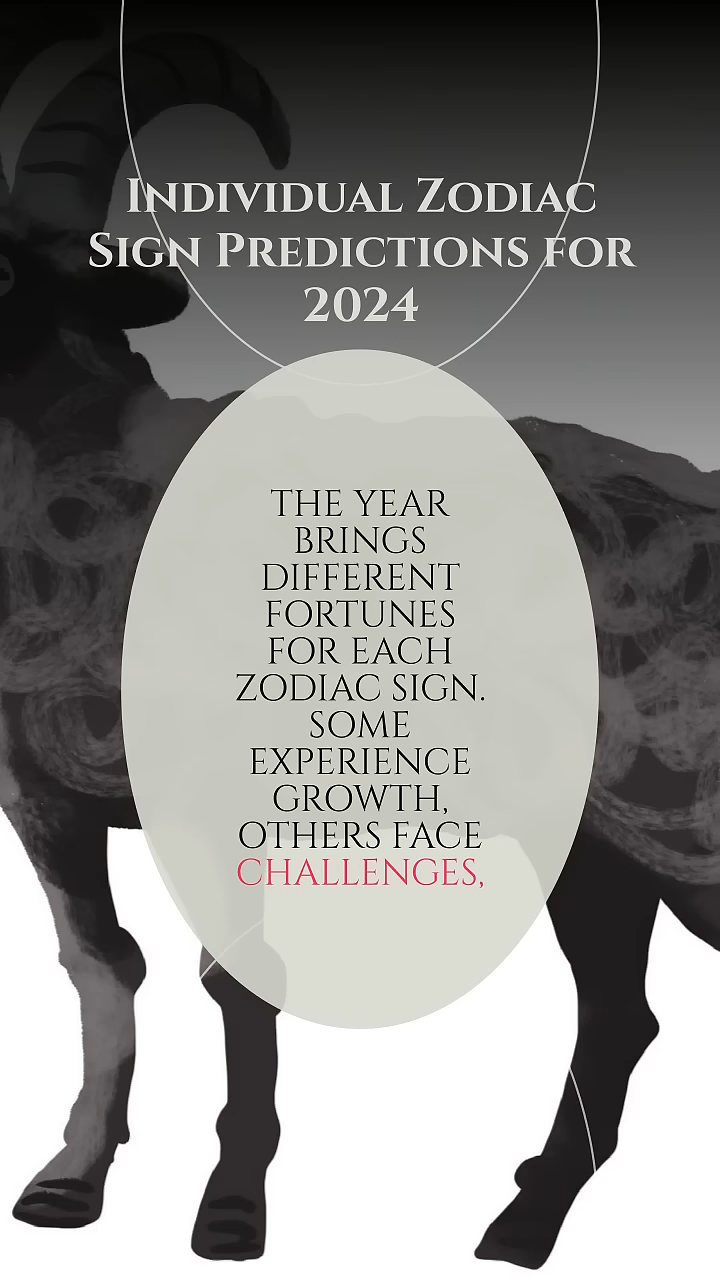 Individual Zodiac
Sign Predictions for
2024
THE YEAR
BRINGS
DIFFERENT
FORTUNES
FOR EACH
ZODIAC SIGN.
SOME
EXPERIENCE
GROWTH,
OTHERS FACE
CHALLENGES,